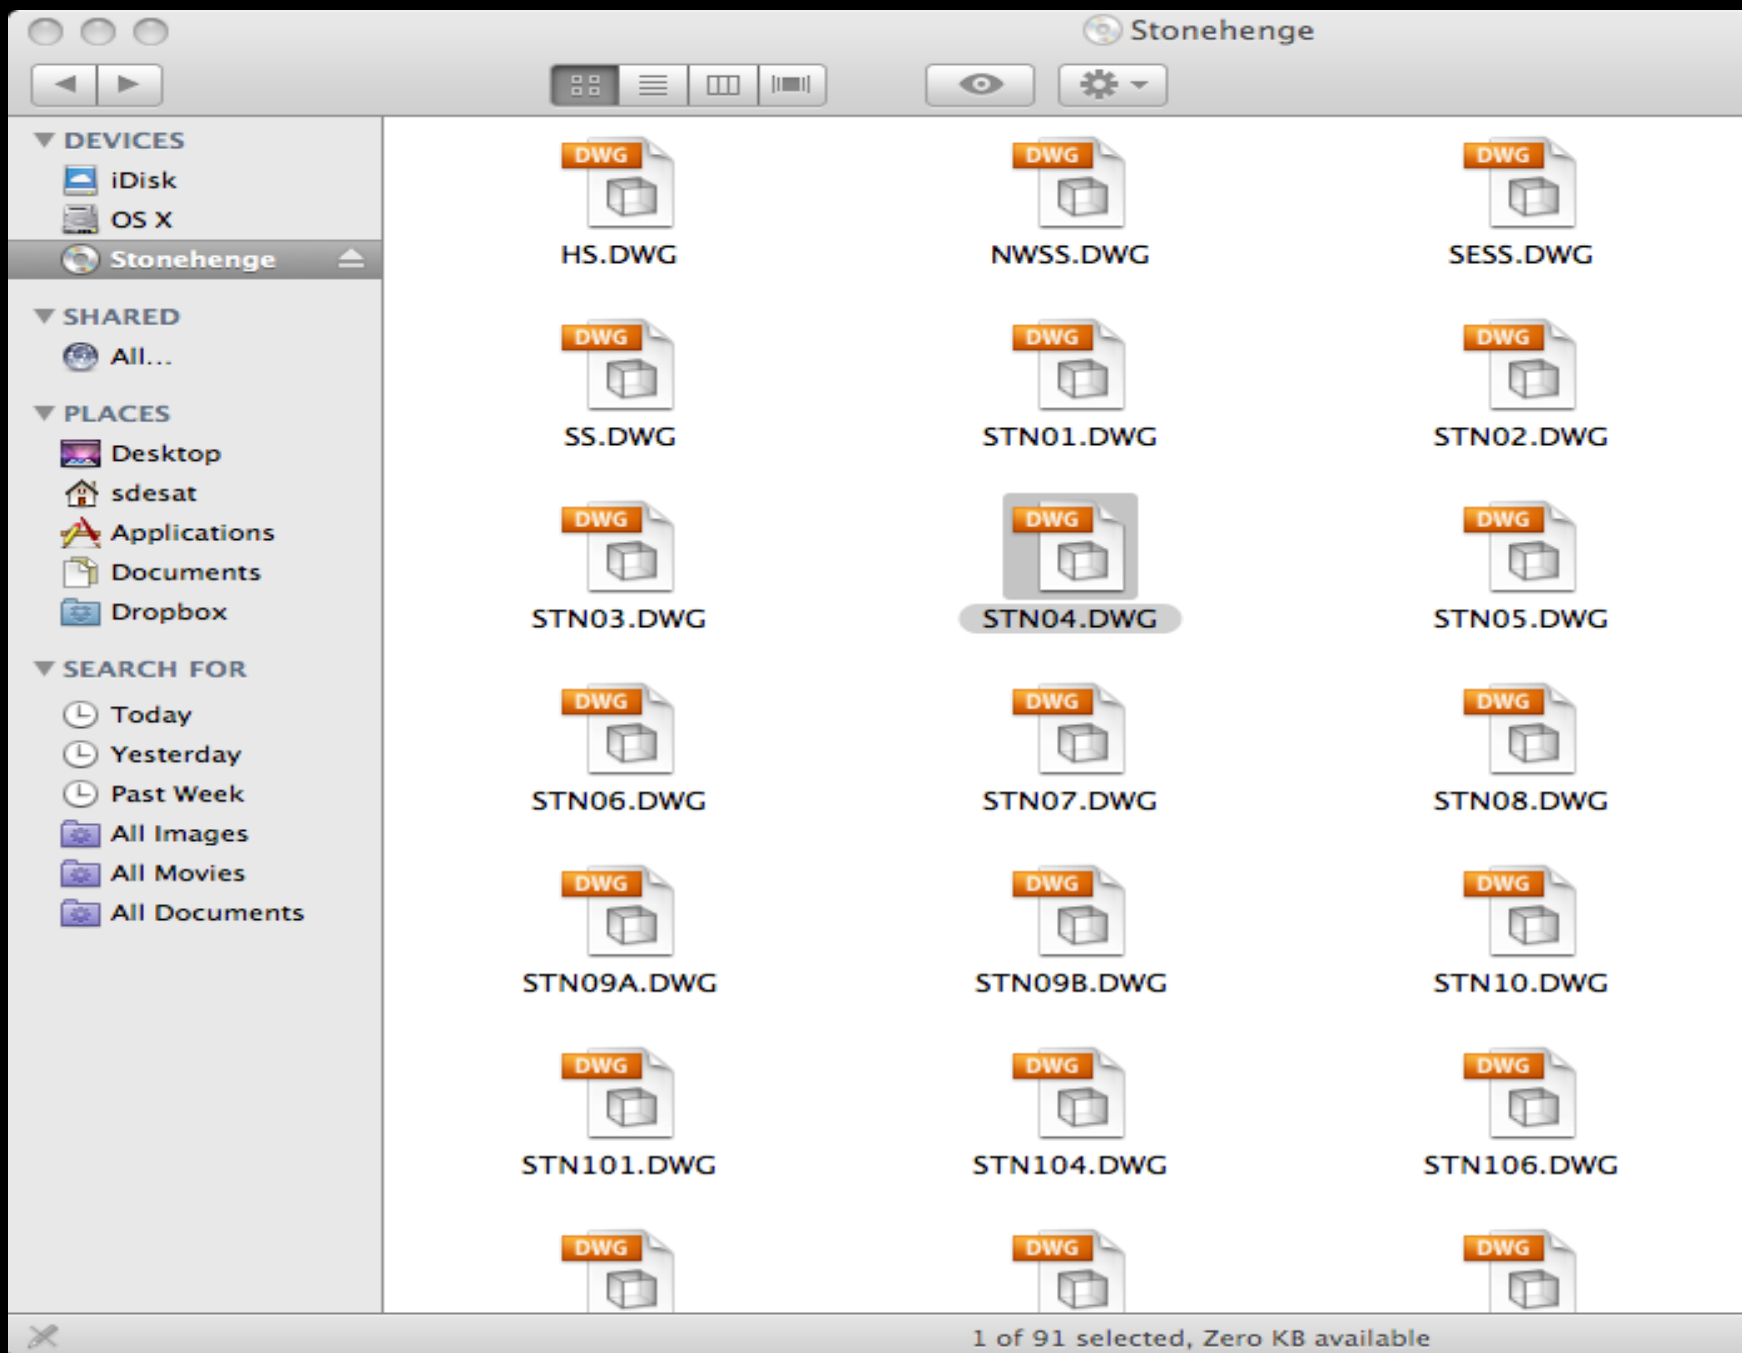 Stonehenge
DEVICES
iDisk
OS X
Stonehenge
SHARED
All...
PLACES
Desktop
sdesat
Applications
Documents
Dropbox
SEARCH FOR
Today
Yesterday
Past Week
All Images
All Movies
All Documents
DWG DWG DWG
HS.DWG NWSS.DWG SESS.DWG
DWG DWG DWG
SS.DWG STN01.DWG STN02.DWG
DWG DWG DWG
STN03.DWG STN04.DWG STN05.DWG
DWG DWG DWG
STN06.DWG STN07.DWG STN08.DWG
DWG DWG DWG
STN09A.DWG STN09B.DWG STN10.DWG
DWG DWG DWG
STN101.DWG STN104.DWG STN106.DWG
DWG DWG DWG
1 of 91 selected, Zero KB available